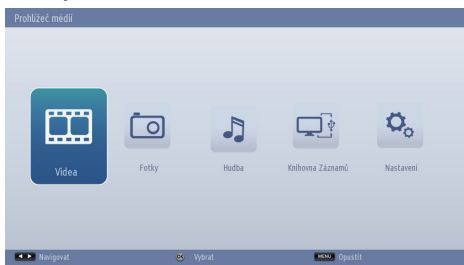 Prohlížeč médií
Videa
Fotky
Hudba
Knihovna Záznamů
Nastavení
Navigovat
OK Vybrat
MENU Opustit